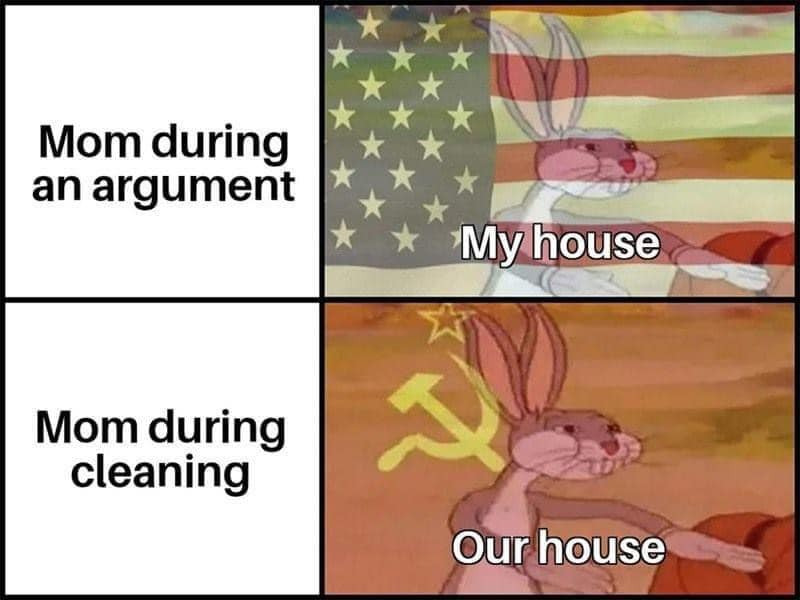 Mom during
an argument
My house
Mom during
cleaning
Our house